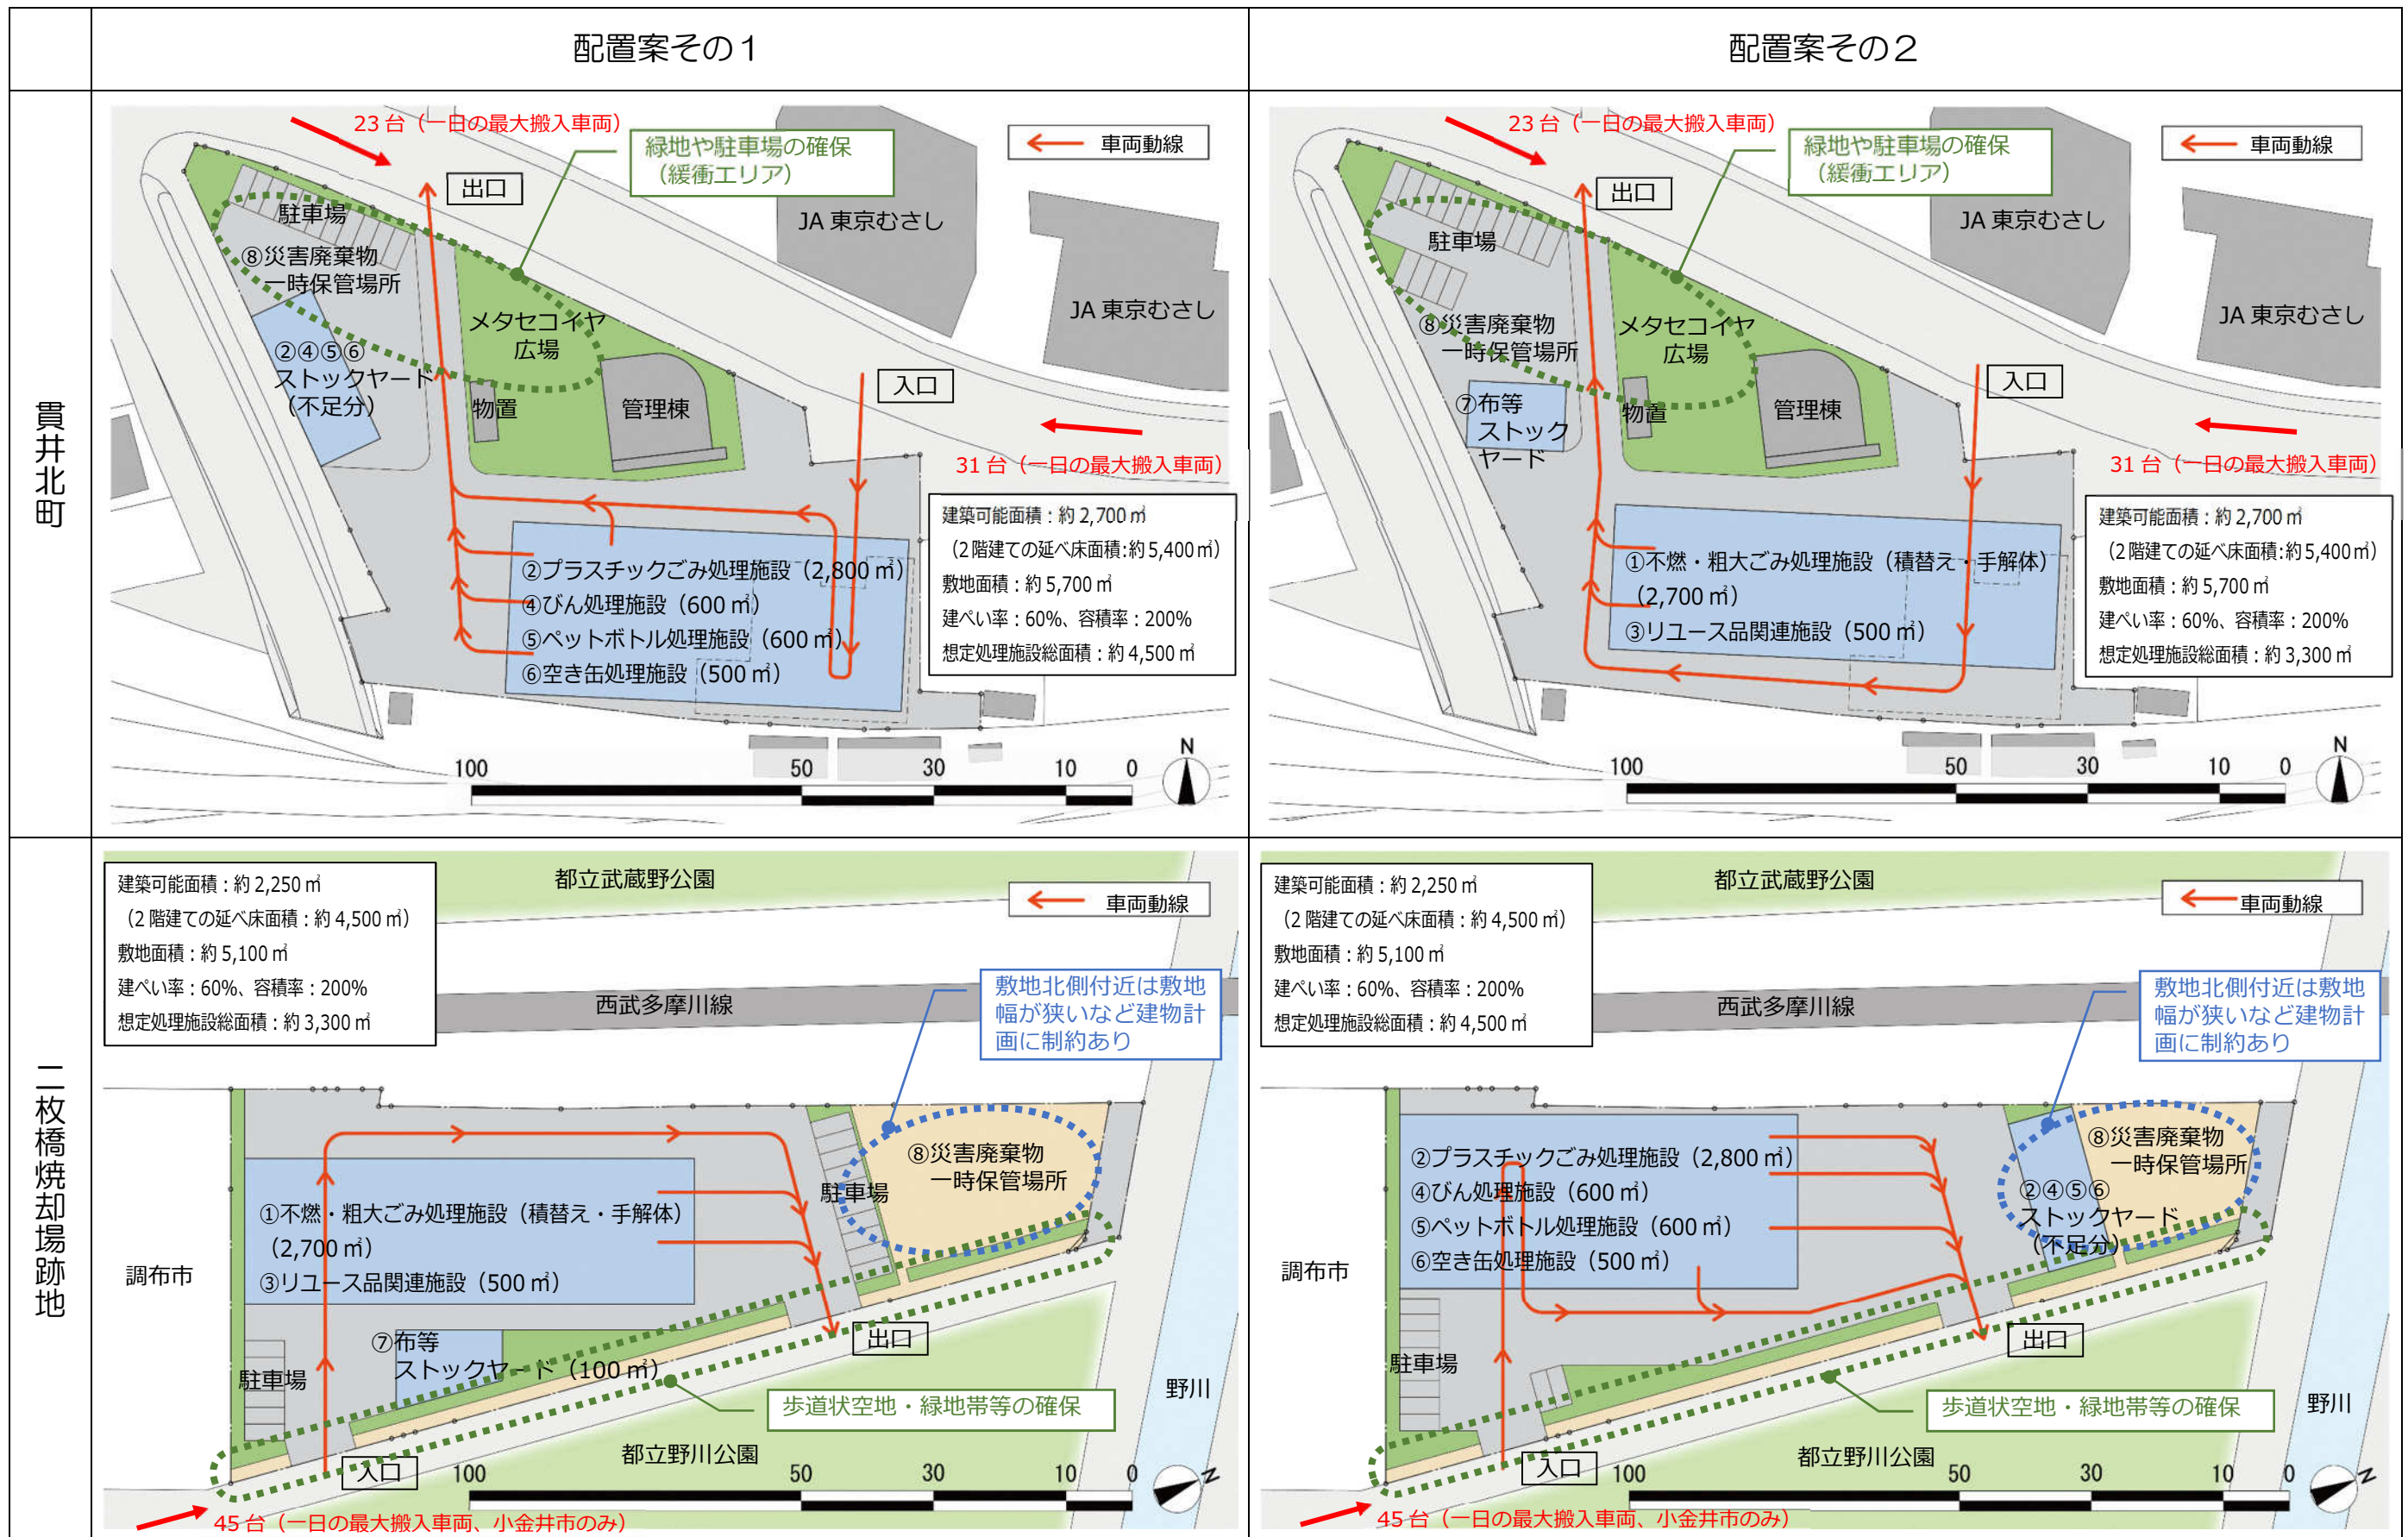 配置案その１
配置案その２
貫井北町
23 台（一日の最大搬入車両）
緑地や駐車場の確保
（緩衝エリア）
車両動線
出口
駐車場
JA 東京むさし
JA 東京むさし
⑧災害廃棄物
一時保管場所
メタセコイヤ
広場
②④⑤⑥
ストックヤード
（不足分）
物置
管理棟
入口
31 台（一日の最大搬入車両）
建築可能面積：約 2,700 ㎡
（2 階建ての延べ床面積：約 5,400 ㎡）
敷地面積：約 5,700 ㎡
建ぺい率：60%、容積率：200%
想定処理施設総面積：約 4,500 ㎡
②プラスチックごみ処理施設（2,800 ㎡）
④びん処理施設（600 ㎡）
⑤ペットボトル処理施設（600 ㎡）
⑥空き缶処理施設（500 ㎡）
100 50 30 10 0
N
23 台（一日の最大搬入車両）
緑地や駐車場の確保
（緩衝エリア）
車両動線
出口
駐車場
JA 東京むさし
JA 東京むさし
⑧災害廃棄物
一時保管場所
メタセコイヤ
広場
⑦布等
ストック
ヤード
物置
管理棟
入口
31 台（一日の最大搬入車両）
建築可能面積：約 2,700 ㎡
（2 階建ての延べ床面積：約 5,400 ㎡）
敷地面積：約 5,700 ㎡
建ぺい率：60%、容積率：200%
想定処理施設総面積：約 3,300 ㎡
①不燃・粗大ごみ処理施設（積替え・手解体）
（2,700 ㎡）
③リユース品関連施設（500 ㎡）
100 50 30 10 0
N
二枚橋焼却場跡地
建築可能面積：約 2,250 ㎡
（2 階建ての延べ床面積：約 4,500 ㎡）
敷地面積：約 5,100 ㎡
建ぺい率：60%、容積率：200%
想定処理施設総面積：約 3,300 ㎡
都立武蔵野公園
車両動線
西武多摩川線
敷地北側付近は敷地
幅が狭いなど建物計
画に制約あり
⑧災害廃棄物
一時保管場所
駐車場
①不燃・粗大ごみ処理施設（積替え・手解体）
（2,700 ㎡）
③リユース品関連施設（500 ㎡）
調布市
⑦布等
ストックヤード（100 ㎡）
駐車場
出口
歩道状空地・緑地帯等の確保
野川
都立野川公園
入口
100 50 30 10 0
N
45 台（一日の最大搬入車両、小金井市のみ）
建築可能面積：約 2,250 ㎡
（2 階建ての延べ床面積：約 4,500 ㎡）
敷地面積：約 5,100 ㎡
建ぺい率：60%、容積率：200%
想定処理施設総面積：約 4,500 ㎡
都立武蔵野公園
車両動線
西武多摩川線
敷地北側付近は敷地
幅が狭いなど建物計
画に制約あり
⑧災害廃棄物
一時保管場所
②プラスチックごみ処理施設（2,800 ㎡）
④びん処理施設（600 ㎡）
⑤ペットボトル処理施設（600 ㎡）
⑥空き缶処理施設（500 ㎡）
②④⑤⑥
ストックヤード
（不足分）
調布市
駐車場
出口
歩道状空地・緑地帯等の確保
野川
都立野川公園
入口
100 50 30 10 0
N
45 台（一日の最大搬入車両、小金井市のみ）